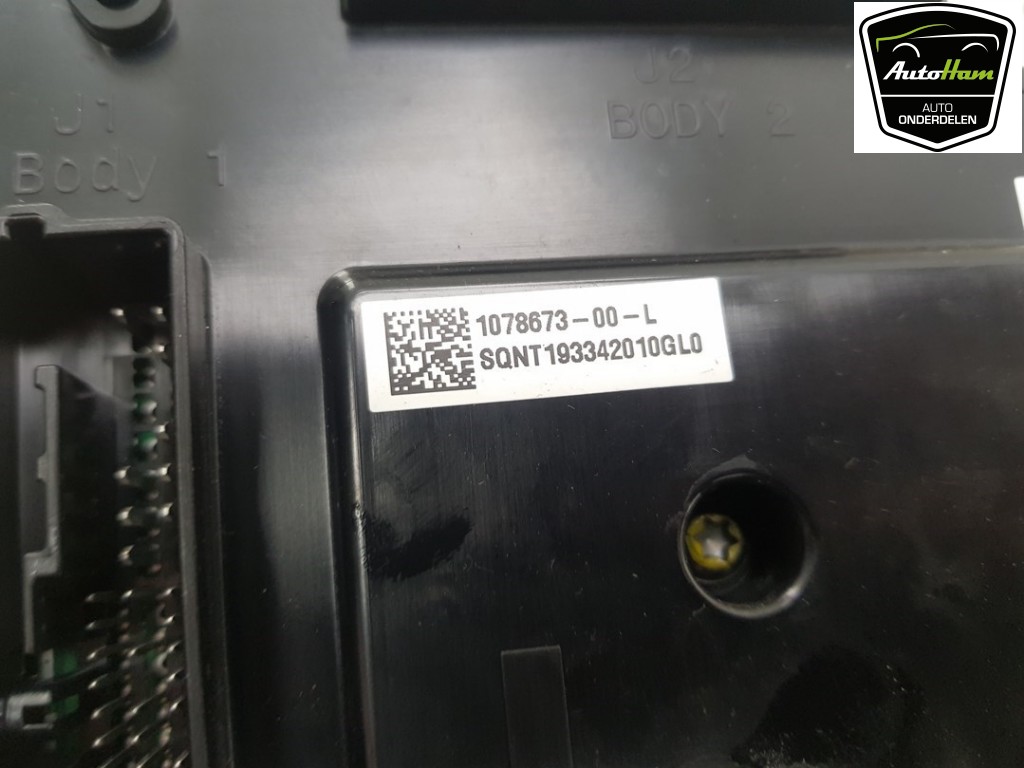 AutoHam
AUTO
ONDERDELEN
J2
BODY 2
J1
Body 1
1078673-00-L
SQNT193342010GL0